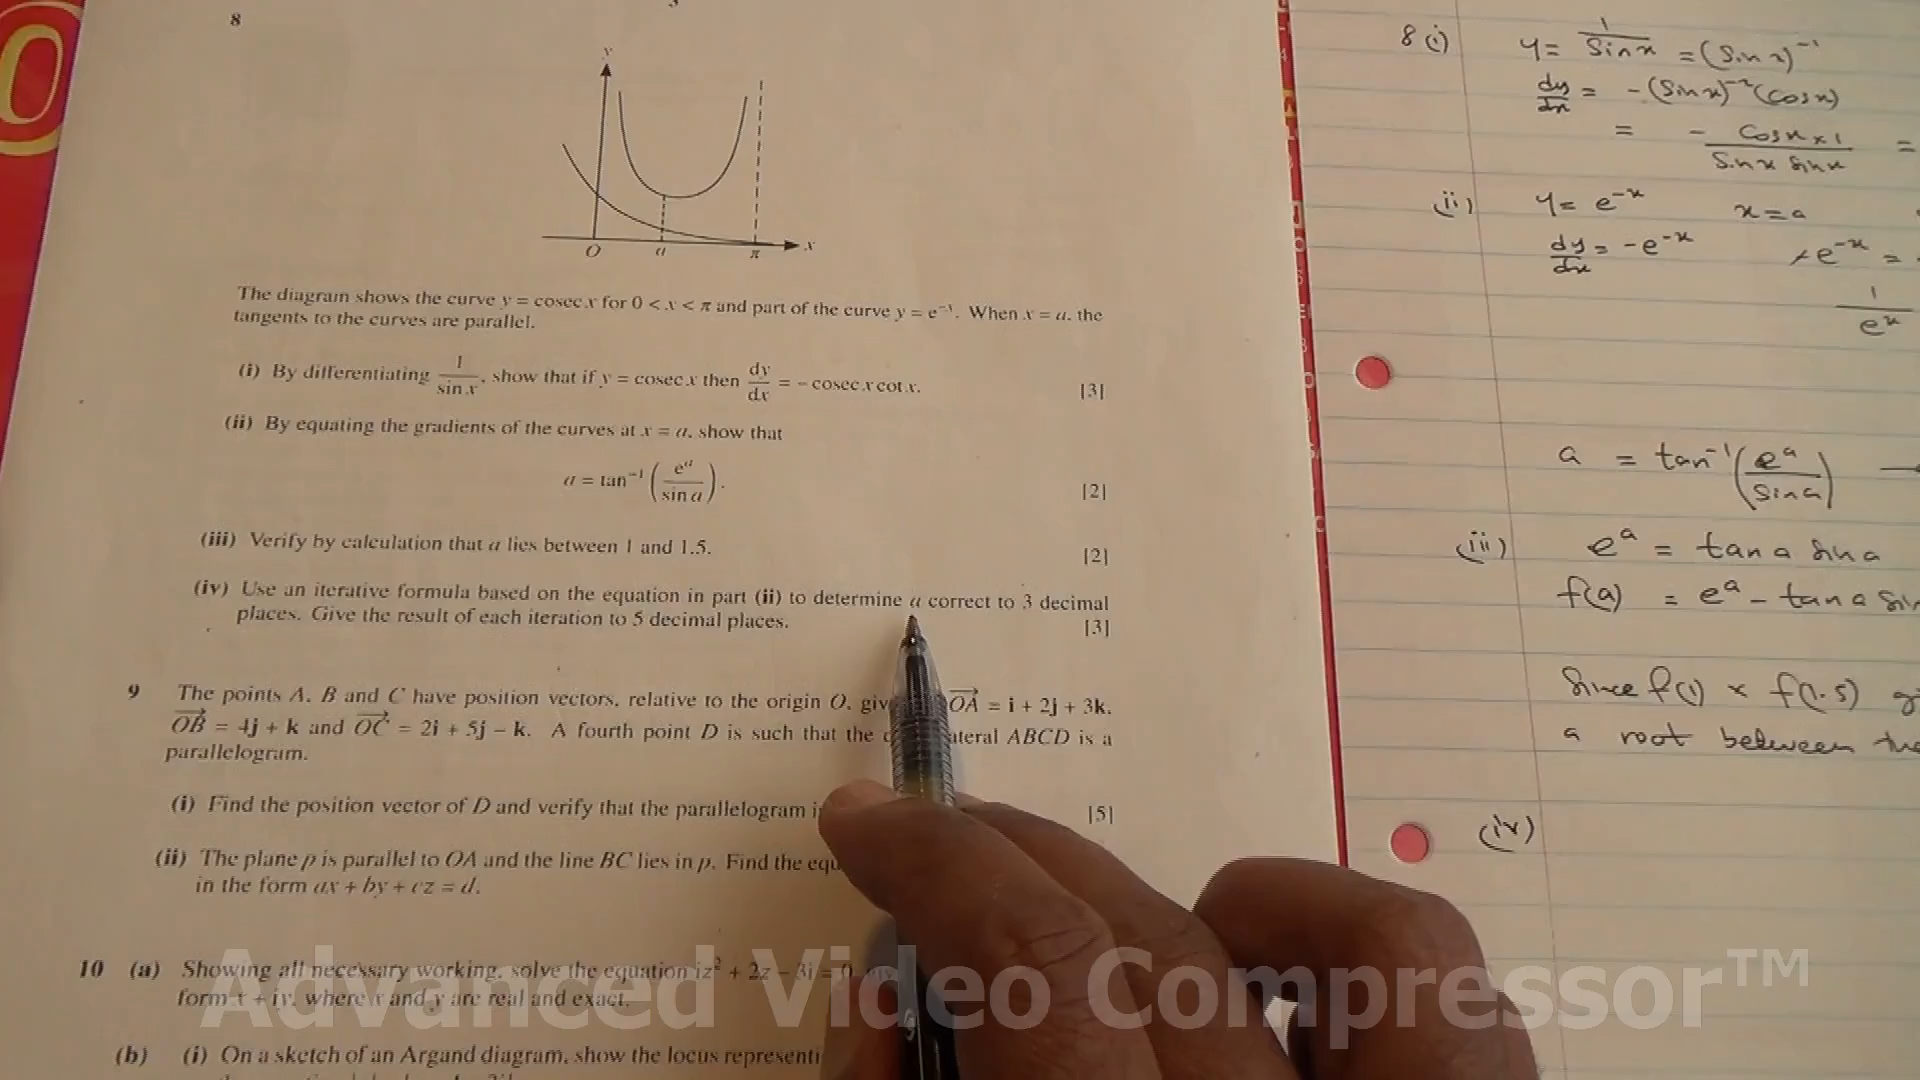 8
y
O
a
π
x
The diagram shows the curve y = cosec x for 0 < x < π and part of the curve y = e⁻ˣ. When x = a, the
tangents to the curves are parallel.
(i) By differentiating 1/sin x, show that if y = cosec x then dy/dx = −cosec x cot x. [3]
(ii) By equating the gradients of the curves at x = a, show that
a = tan⁻¹(eᵃ/sin a). [2]
(iii) Verify by calculation that a lies between 1 and 1.5. [2]
(iv) Use an iterative formula based on the equation in part (ii) to determine a correct to 3 decimal
places. Give the result of each iteration to 5 decimal places. [3]
9 The points A, B and C have position vectors, relative to the origin O, OA = i + 2j + 3k,
OB = 4j + k and OC = 2i + 5j − k. A fourth point D is such that the ABCD is a
parallelogram.
(i) Find the position vector of D and verify that the parallelogram [5]
(ii) The plane p is parallel to OA and the line BC lies in p. Find the
in the form ax + by + cz = d.
10 (a) Showing all necessary working, solve the equation iz² + 2z − 3i = 0
form x + iy, where x and y are real and exact.
(b) (i) On a sketch of an Argand diagram, show the locus
8 (i) y = 1/sin x = (sin x)⁻¹
dy/dx = −(sin x)⁻² (cos x)
= − cos x × 1/sin x sin x =
(ii) y = e⁻ˣ x = a
dy/dx = −e⁻ˣ
1/eˣ
a = tan⁻¹(eᵃ/sin a)
(iii) eᵃ = tan a sin a
f(a) = eᵃ − tan a
Since f(1) × f(1.5)
a root between
(iv)
Advanced Video Compressor™